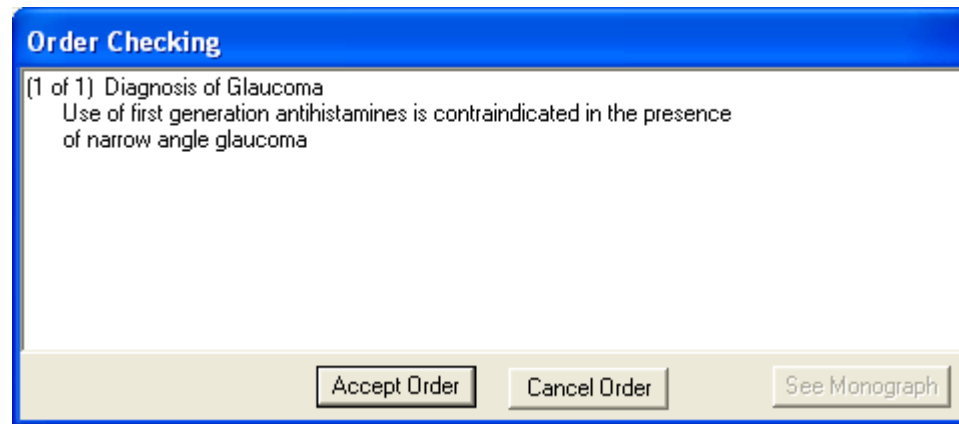 Order Checking
(1 of 1) Diagnosis of Glaucoma
Use of first generation antihistamines is contraindicated in the presence
of narrow angle glaucoma
Accept Order Cancel Order See Monograph